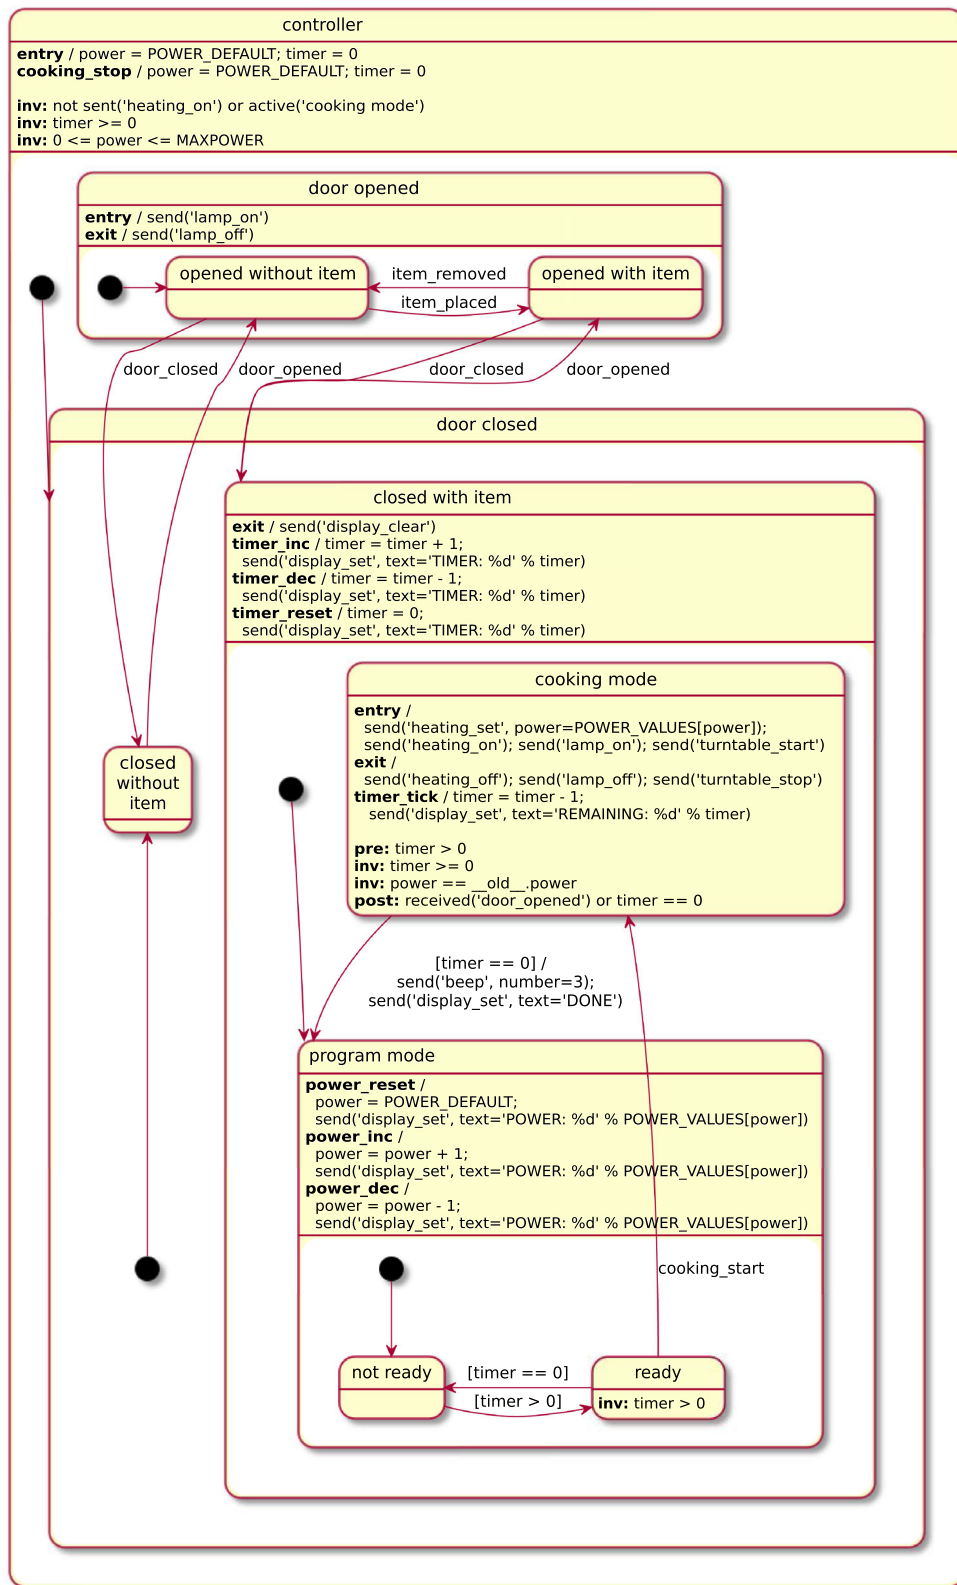 controller
entry / power = POWER_DEFAULT; timer = 0
cooking_stop / power = POWER_DEFAULT; timer = 0
inv: not sent('heating_on') or active('cooking mode')
inv: timer >= 0
inv: 0 <= power <= MAXPOWER
door opened
entry / send('lamp_on')
exit / send('lamp_off')
opened without item
item_removed
item_placed
opened with item
door_closed
door_opened
door_closed
door_opened
door closed
closed with item
exit / send('display_clear')
timer_inc / timer = timer + 1;
send('display_set', text='TIMER: %d' % timer)
timer_dec / timer = timer - 1;
send('display_set', text='TIMER: %d' % timer)
timer_reset / timer = 0;
send('display_set', text='TIMER: %d' % timer)
cooking mode
entry /
send('heating_set', power=POWER_VALUES[power]);
send('heating_on'); send('lamp_on'); send('turntable_start')
exit /
send('heating_off'); send('lamp_off'); send('turntable_stop')
timer_tick / timer = timer - 1;
send('display_set', text='REMAINING: %d' % timer)
pre: timer > 0
inv: timer >= 0
inv: power == __old__.power
post: received('door_opened') or timer == 0
closed
without
item
[timer == 0] /
send('beep', number=3);
send('display_set', text='DONE')
program mode
power_reset /
power = POWER_DEFAULT;
send('display_set', text='POWER: %d' % POWER_VALUES[power])
power_inc /
power = power + 1;
send('display_set', text='POWER: %d' % POWER_VALUES[power])
power_dec /
power = power - 1;
send('display_set', text='POWER: %d' % POWER_VALUES[power])
cooking_start
not ready
[timer == 0]
[timer > 0]
ready
inv: timer > 0